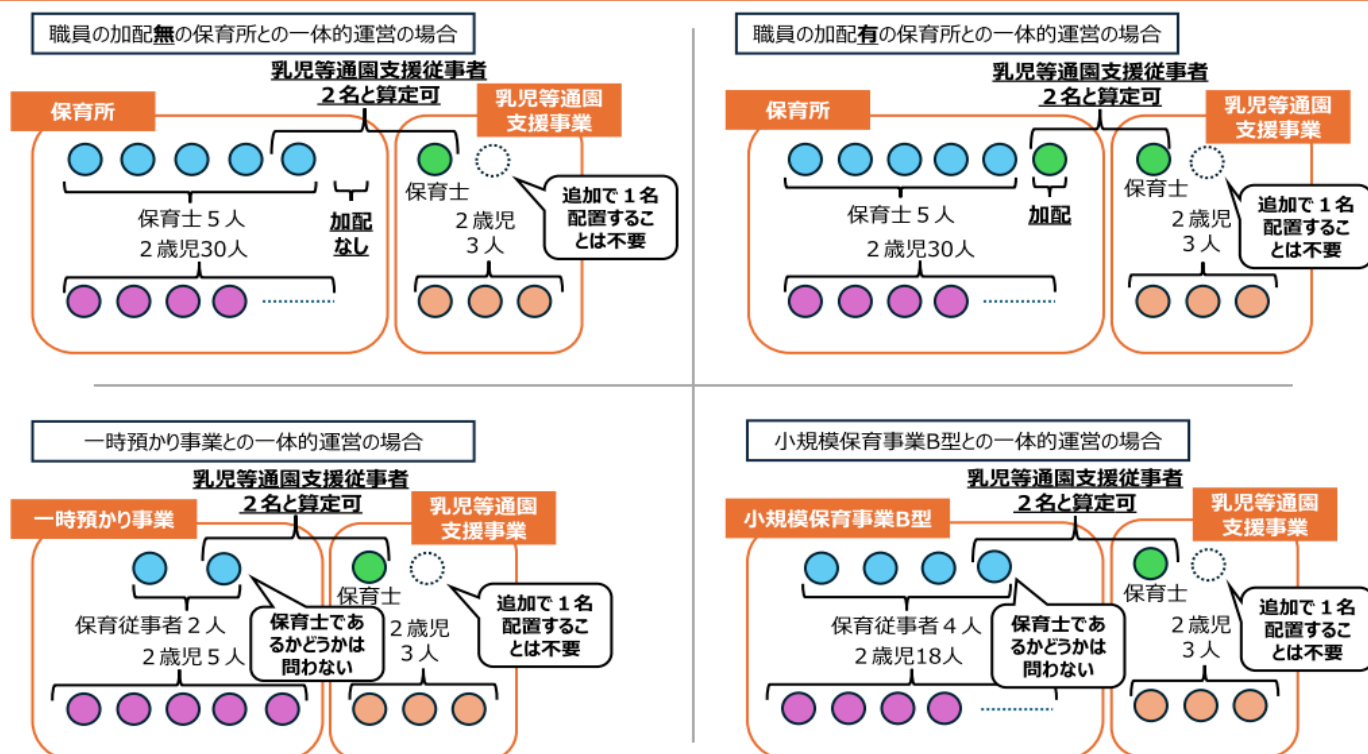 職員の加配無の保育所との一体的運営の場合
乳児等通園支援従事者
２名と算定可
保育所
乳児等通園
支援事業
保育士
追加で１名
配置するこ
とは不要
保育士５人
加配
なし
２歳児
３人
２歳児30人
職員の加配有の保育所との一体的運営の場合
乳児等通園支援従事者
２名と算定可
保育所
乳児等通園
支援事業
保育士
追加で１名
配置するこ
とは不要
保育士５人
加配
２歳児
３人
２歳児30人
一時預かり事業との一体的運営の場合
乳児等通園支援従事者
２名と算定可
一時預かり事業
乳児等通園
支援事業
保育士
追加で１名
配置するこ
とは不要
保育従事者２人
保育士であ
るかどうかは
問わない
２歳児
３人
２歳児５人
小規模保育事業B型との一体的運営の場合
乳児等通園支援従事者
２名と算定可
小規模保育事業B型
乳児等通園
支援事業
保育士
追加で１名
配置するこ
とは不要
保育従事者４人
保育士であ
るかどうかは
問わない
２歳児
３人
２歳児18人